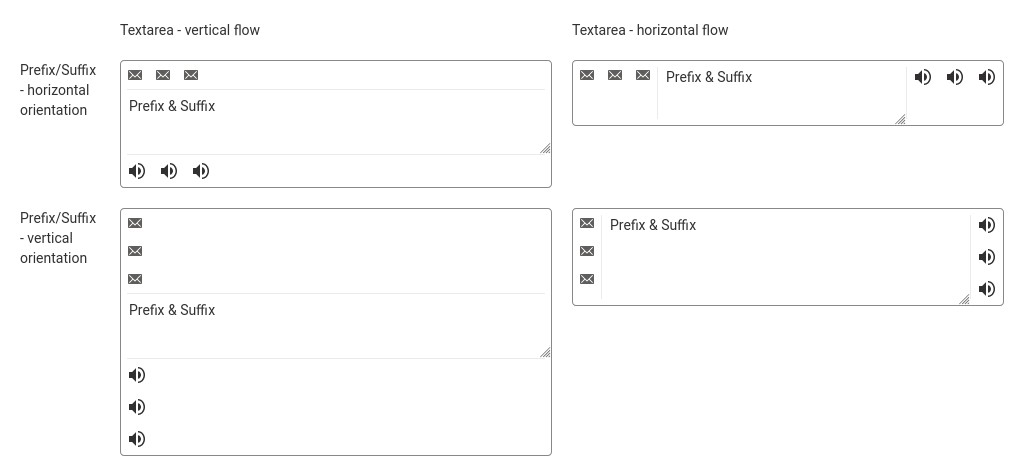 Textarea - vertical flow
Textarea - horizontal flow
Prefix/Suffix
- horizontal
orientation
Prefix & Suffix
Prefix & Suffix
Prefix/Suffix
- vertical
orientation
Prefix & Suffix
Prefix & Suffix